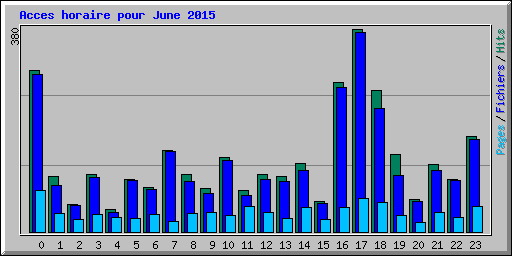 Acces horaire pour June 2015
380
Pages / Fichiers / Hits
0 1 2 3 4 5 6 7 8 9 10 11 12 13 14 15 16 17 18 19 20 21 22 23